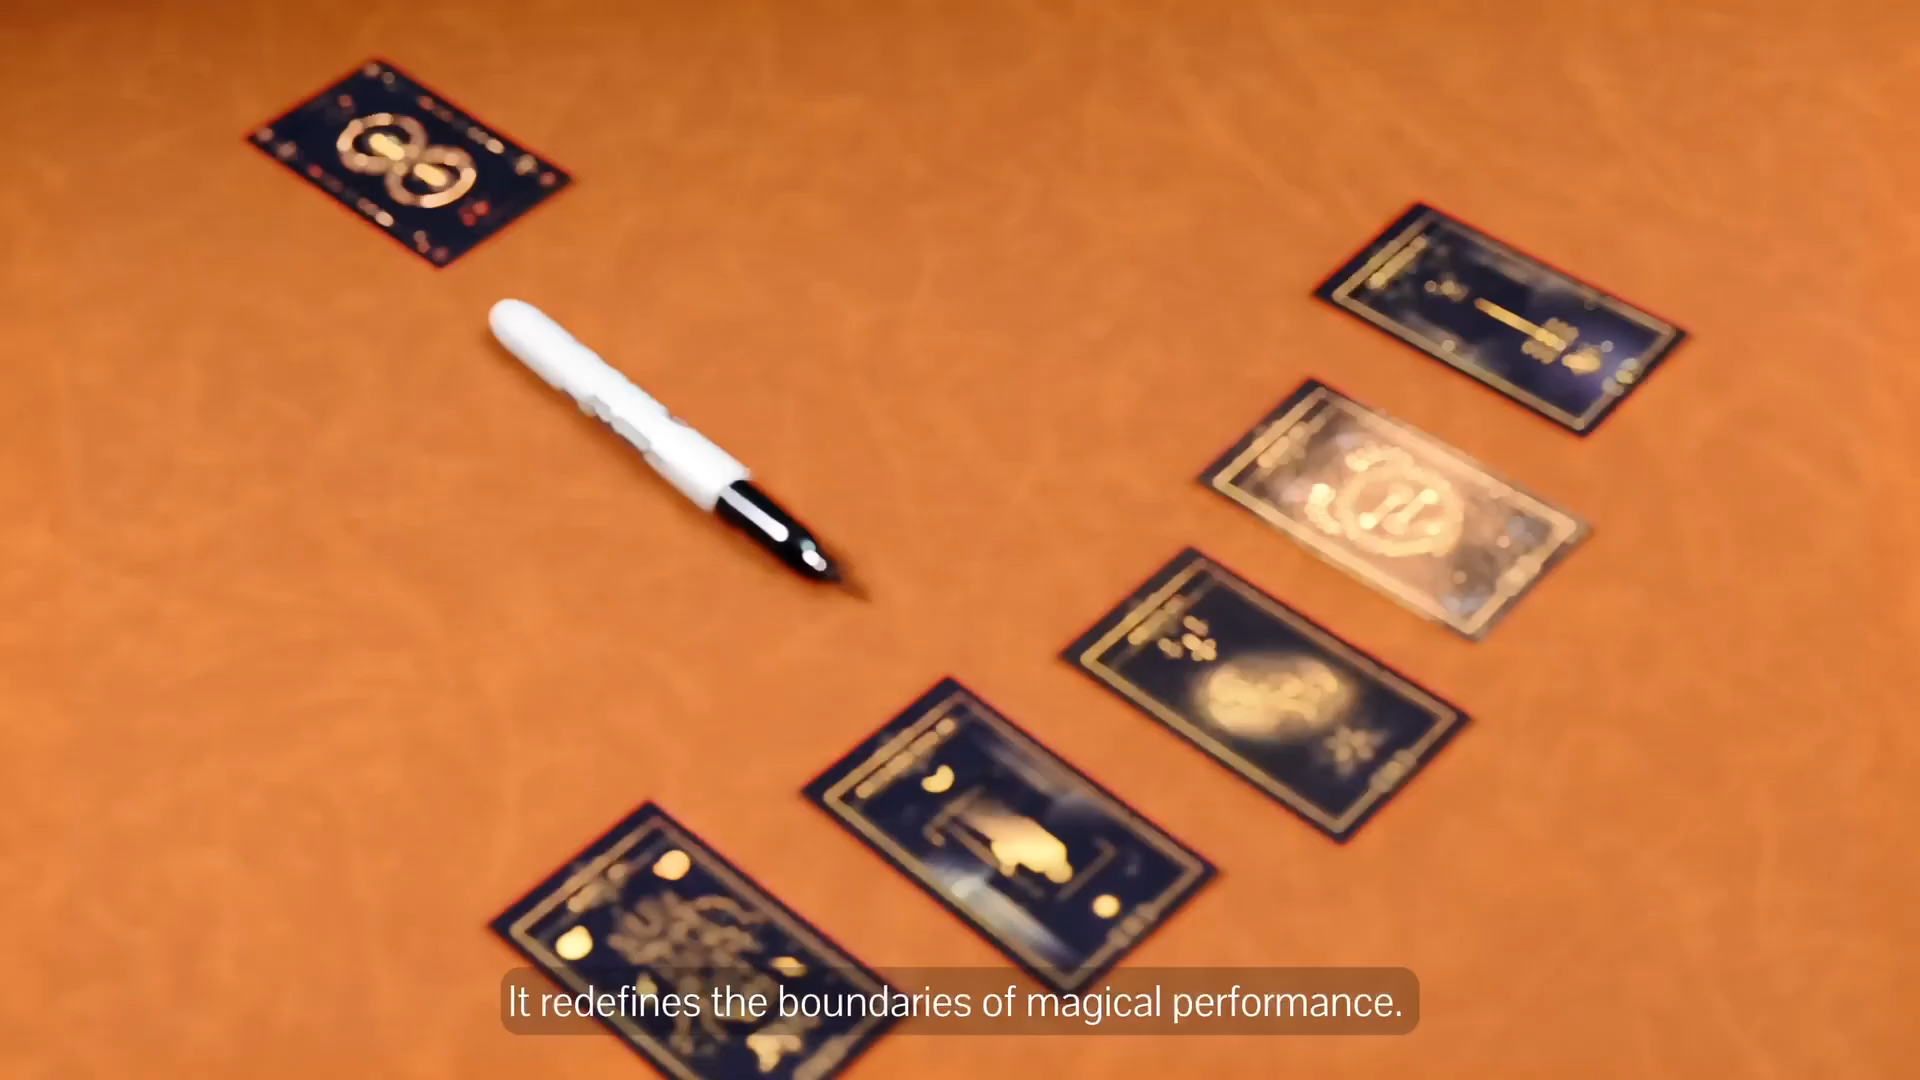 It redefines the boundaries of magical performance.